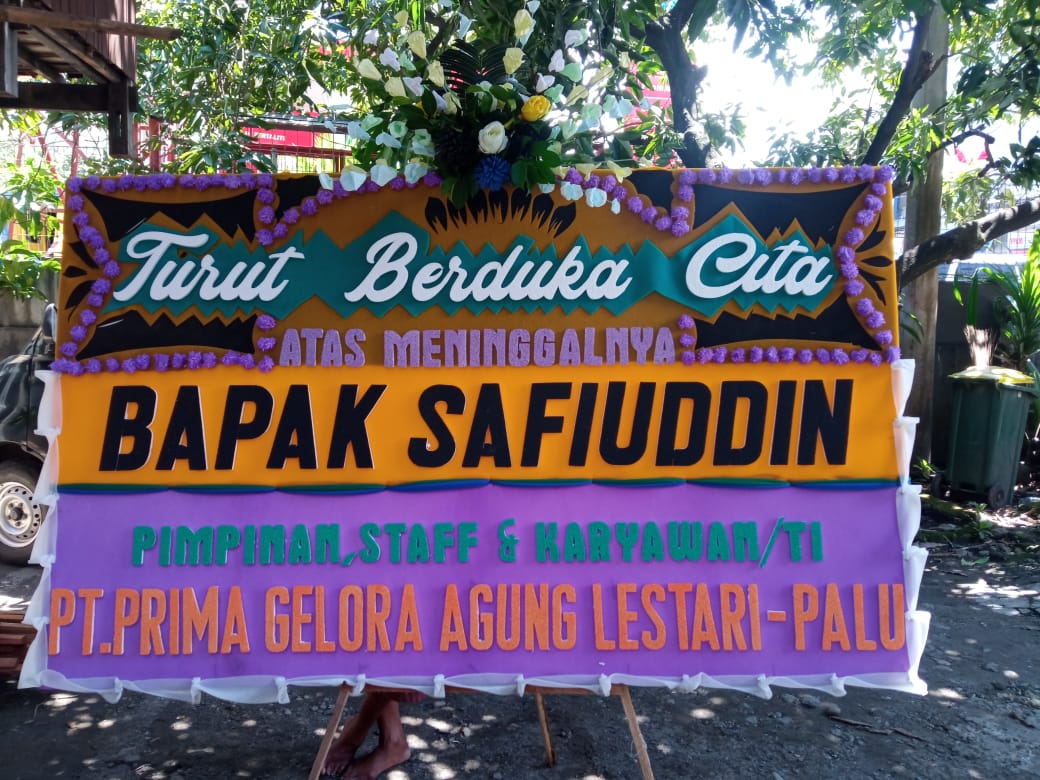 Turut Berduka Cita
ATAS MENINGGALNYA
BAPAK SAFIUDDIN
PIMPINAN, STAFF & KARYAWAN/TI
PT. PRIMA GELORA AGUNG LESTARI-PALU